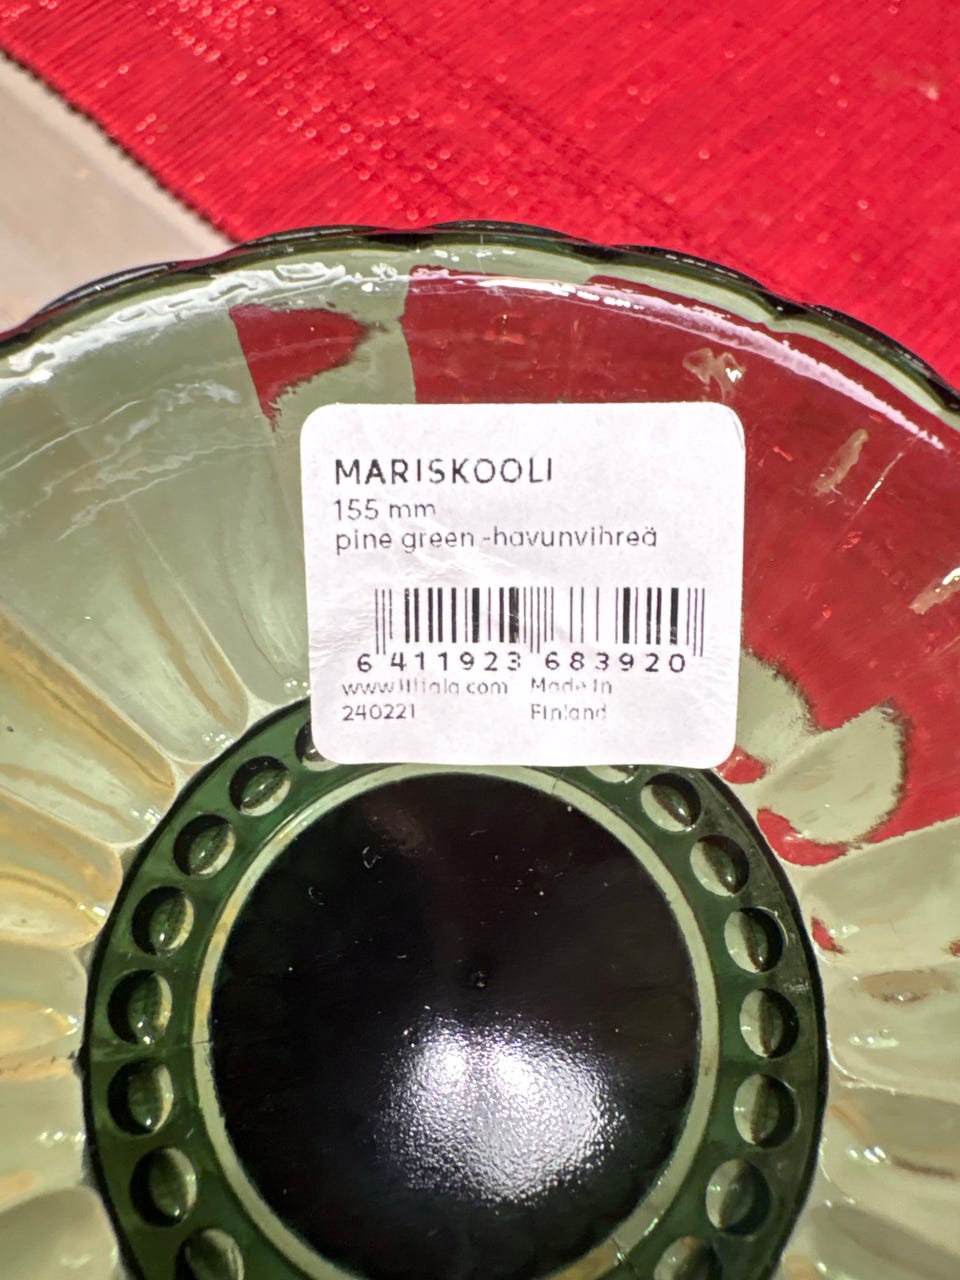 MARISKOOLI
155 mm
pine green -havunvihreä
6 411923 683920
www.iittala.com Made in
240221 Finland